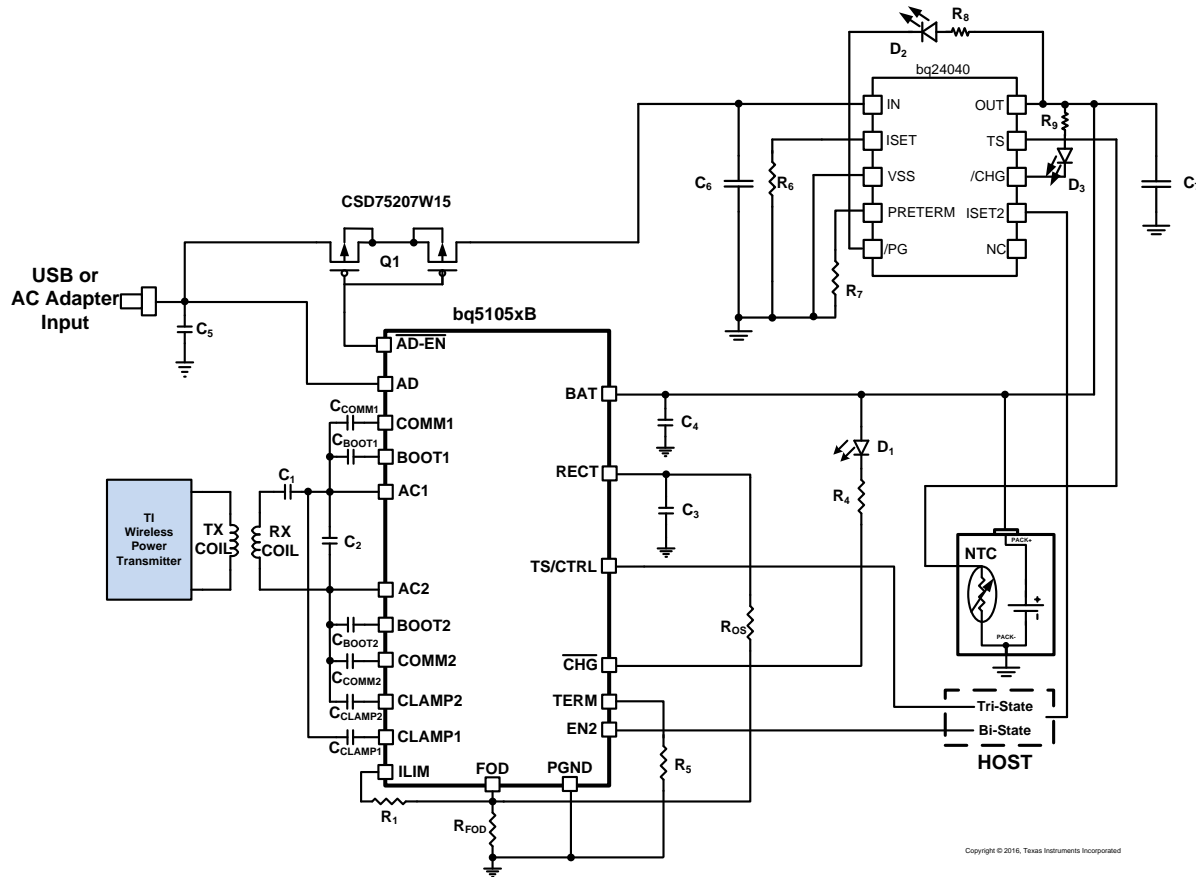 R8
D2
bq24040
IN
OUT
R9
ISET
TS
C6
R6
VSS
/CHG
D3
PRETERM
ISET2
/PG
NC
R7
CSD75207W15
Q1
USB or
AC Adapter
Input
C5
bq5105xB
AD-EN
AD
BAT
CCOMM1
COMM1
C4
D1
CBOOT1
BOOT1
RECT
C1
AC1
R4
C3
TI
Wireless
Power
Transmitter
TX
COIL
RX
COIL
C2
PACK+
NTC
+
-
PACK-
TS/CTRL
AC2
ROS
BOOT2
CBOOT2
COMM2
CCOMM2
CHG
CLAMP2
CCLAMP2
TERM
Tri-State
EN2
Bi-State
CLAMP1
CCLAMP1
HOST
ILIM
FOD
PGND
R5
R1
RFOD
Copyright © 2016, Texas Instruments Incorporated